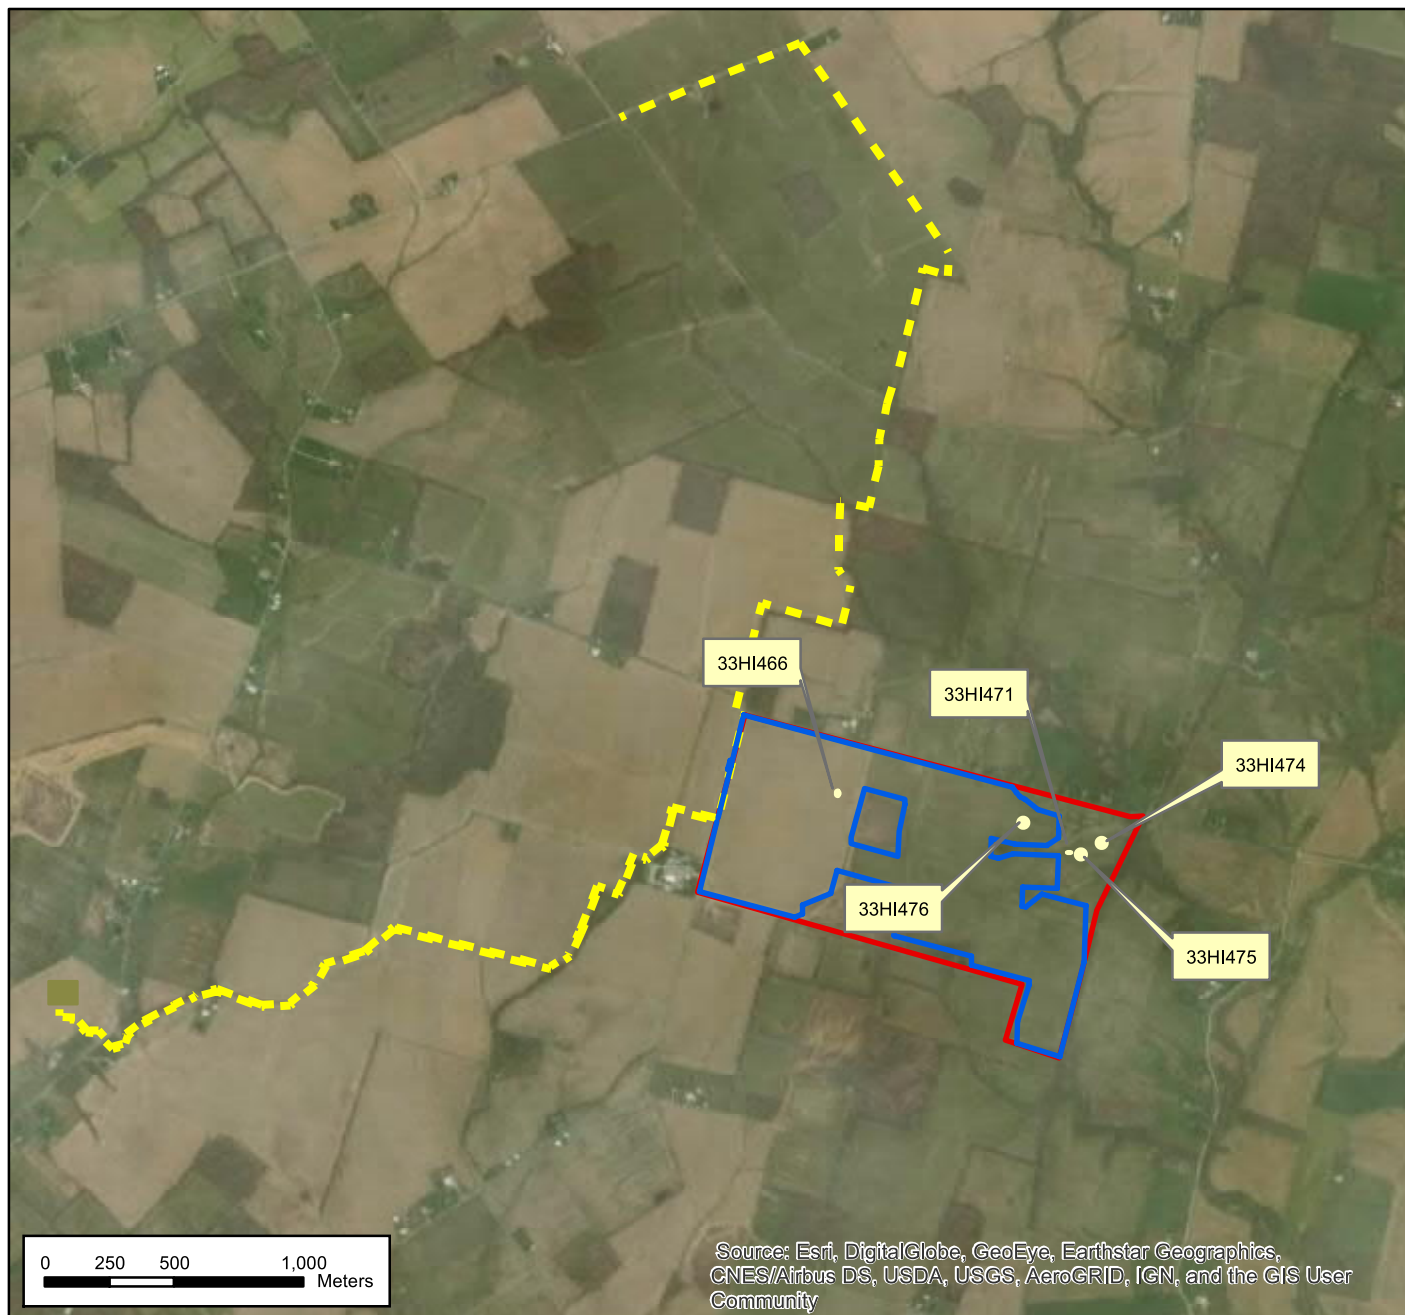 33HI466
33HI471
33HI474
33HI476
33HI475
0 250 500 1,000
Meters
Source: Esri, DigitalGlobe, GeoEye, Earthstar Geographics,
CNES/Airbus DS, USDA, USGS, AeroGRID, IGN, and the GIS User
Community